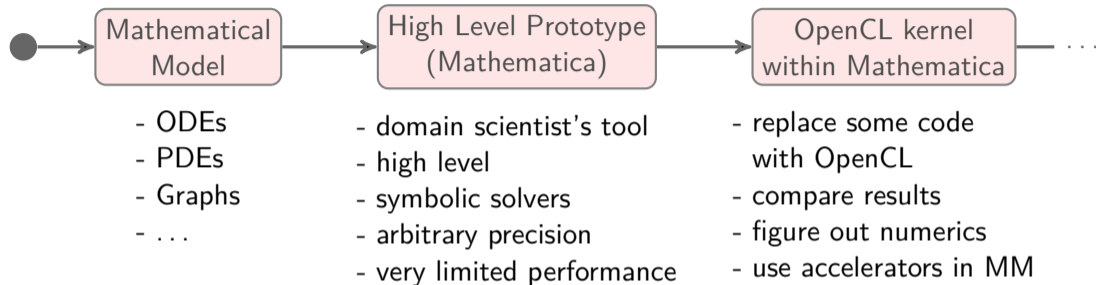 Mathematical
Model
High Level Prototype
(Mathematica)
OpenCL kernel
within Mathematica
. . .
- ODEs
- PDEs
- Graphs
- ...
- domain scientist's tool
- high level
- symbolic solvers
- arbitrary precision
- very limited performance
- replace some code
with OpenCL
- compare results
- figure out numerics
- use accelerators in MM